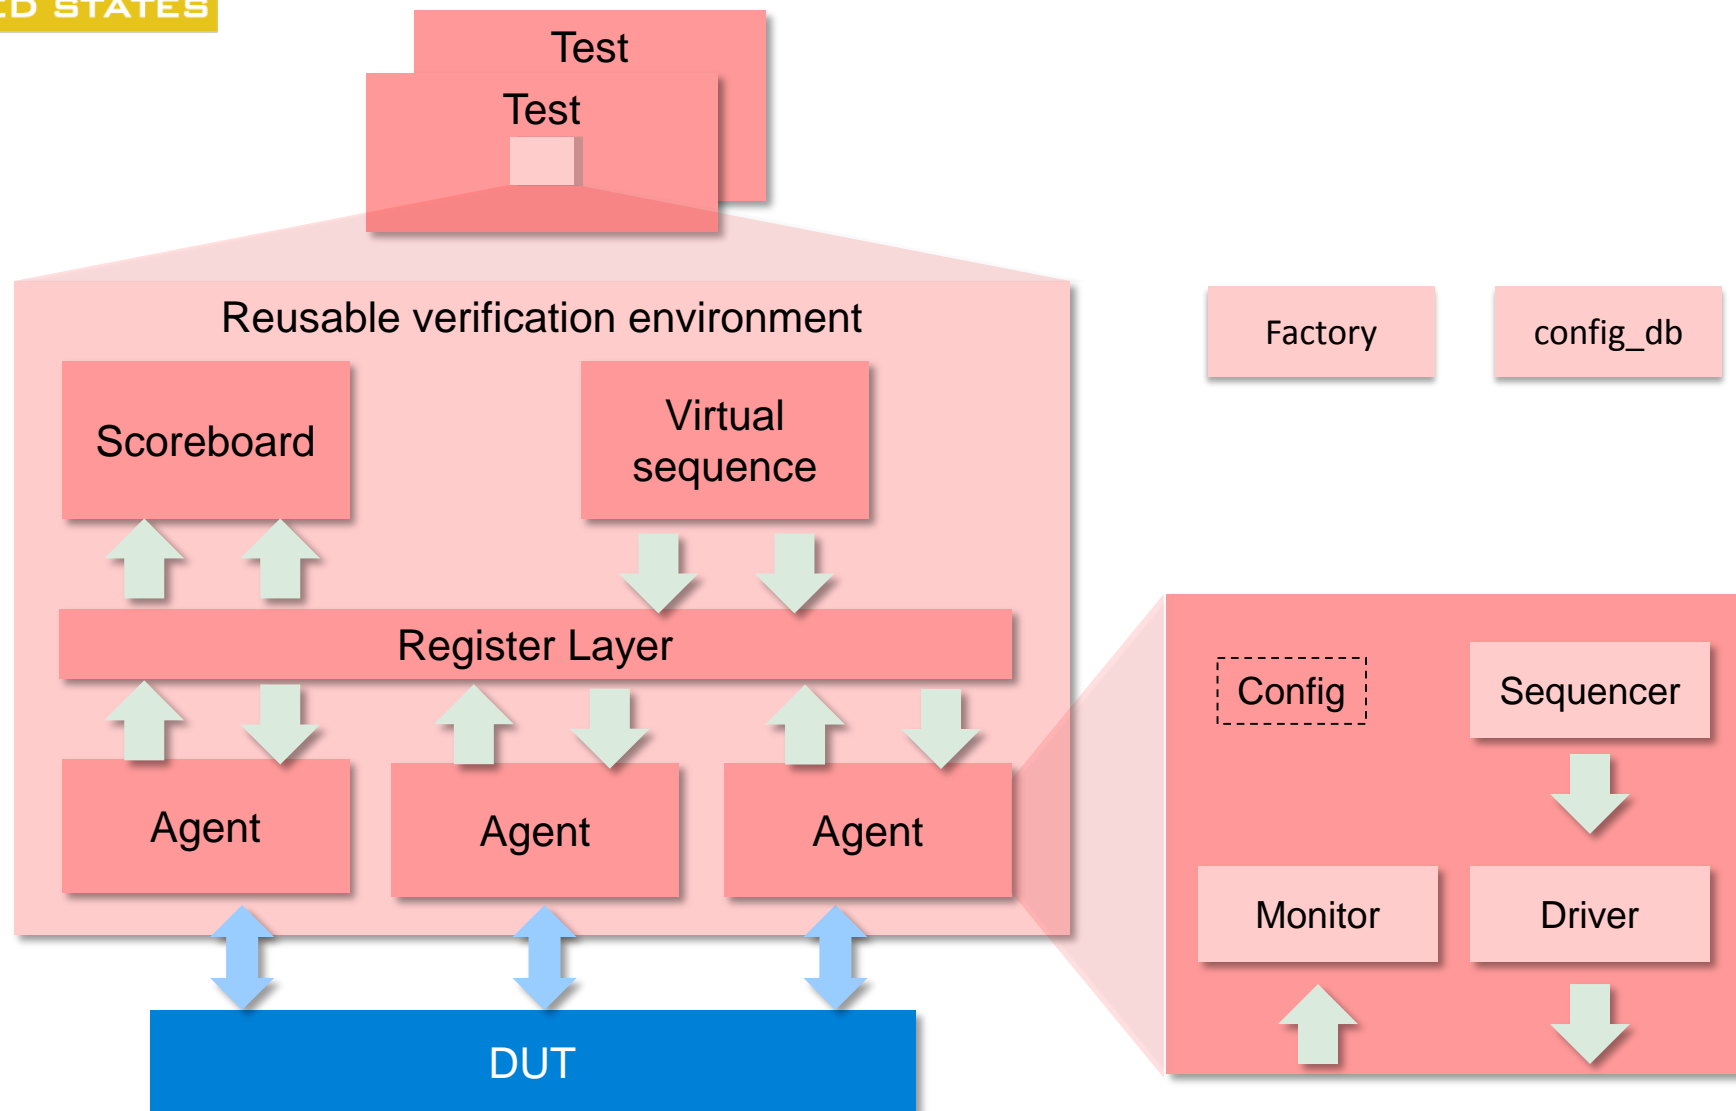 STATES
Test
Test
Reusable verification environment
Factory
config_db
Scoreboard
Virtual
sequence
Register Layer
Config
Sequencer
Agent
Agent
Agent
Monitor
Driver
DUT